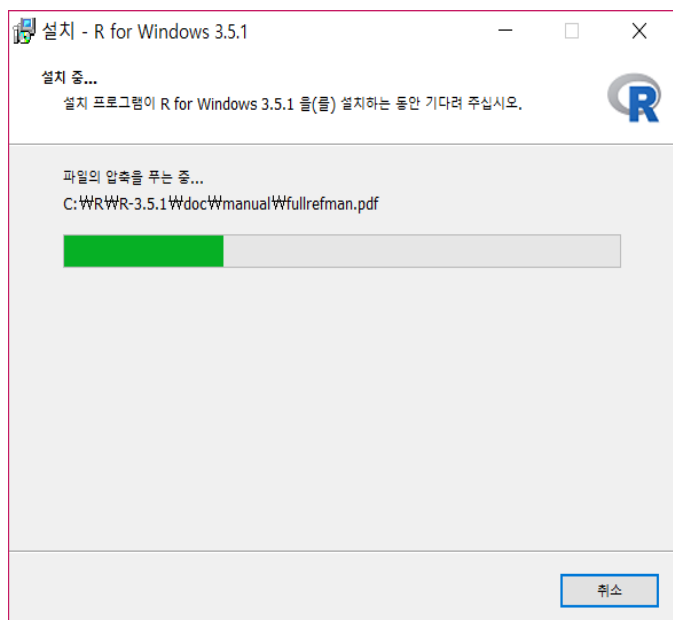 설치 - R for Windows 3.5.1
설치 중...
설치 프로그램이 R for Windows 3.5.1 을(를) 설치하는 동안 기다려 주십시오.
R
파일의 압축을 푸는 중...
C:₩R₩R-3.5.1₩doc₩manual₩fullrefman.pdf
취소